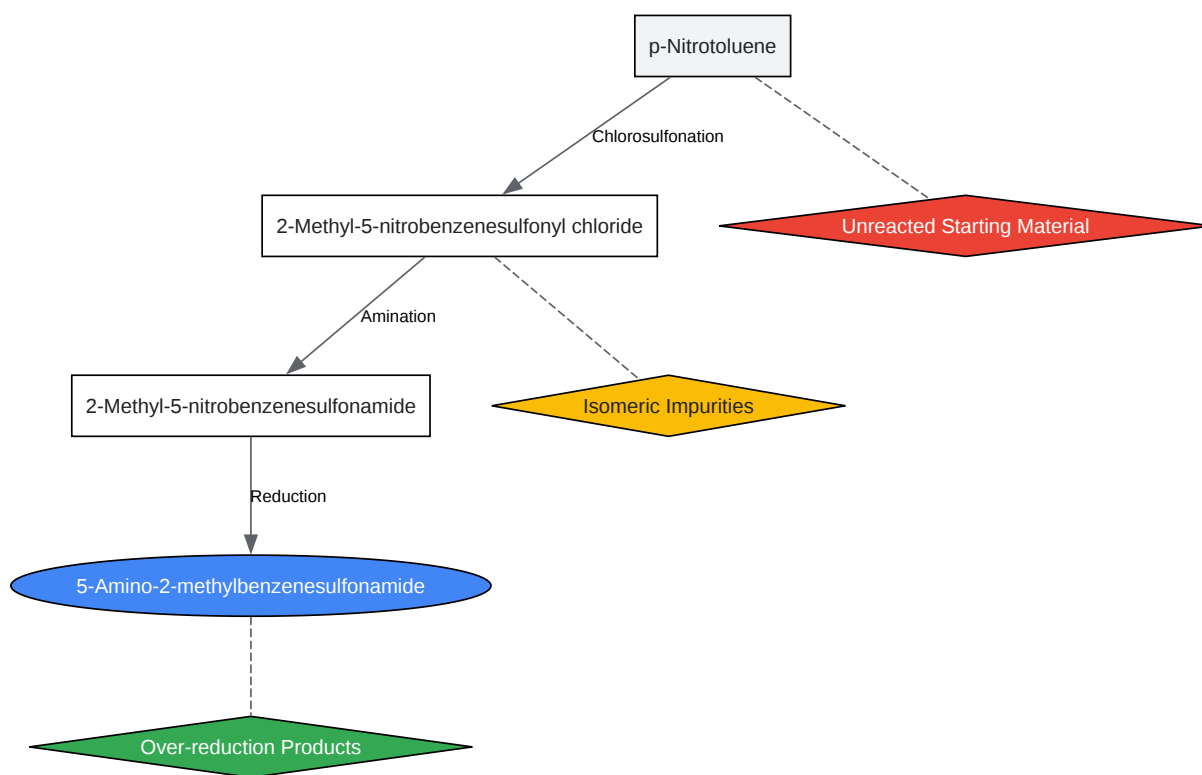 p-Nitrotoluene
Chlorosulfonation
2-Methyl-5-nitrobenzenesulfonyl chloride
Unreacted Starting Material
Amination
2-Methyl-5-nitrobenzenesulfonamide
Isomeric Impurities
Reduction
5-Amino-2-methylbenzenesulfonamide
Over-reduction Products